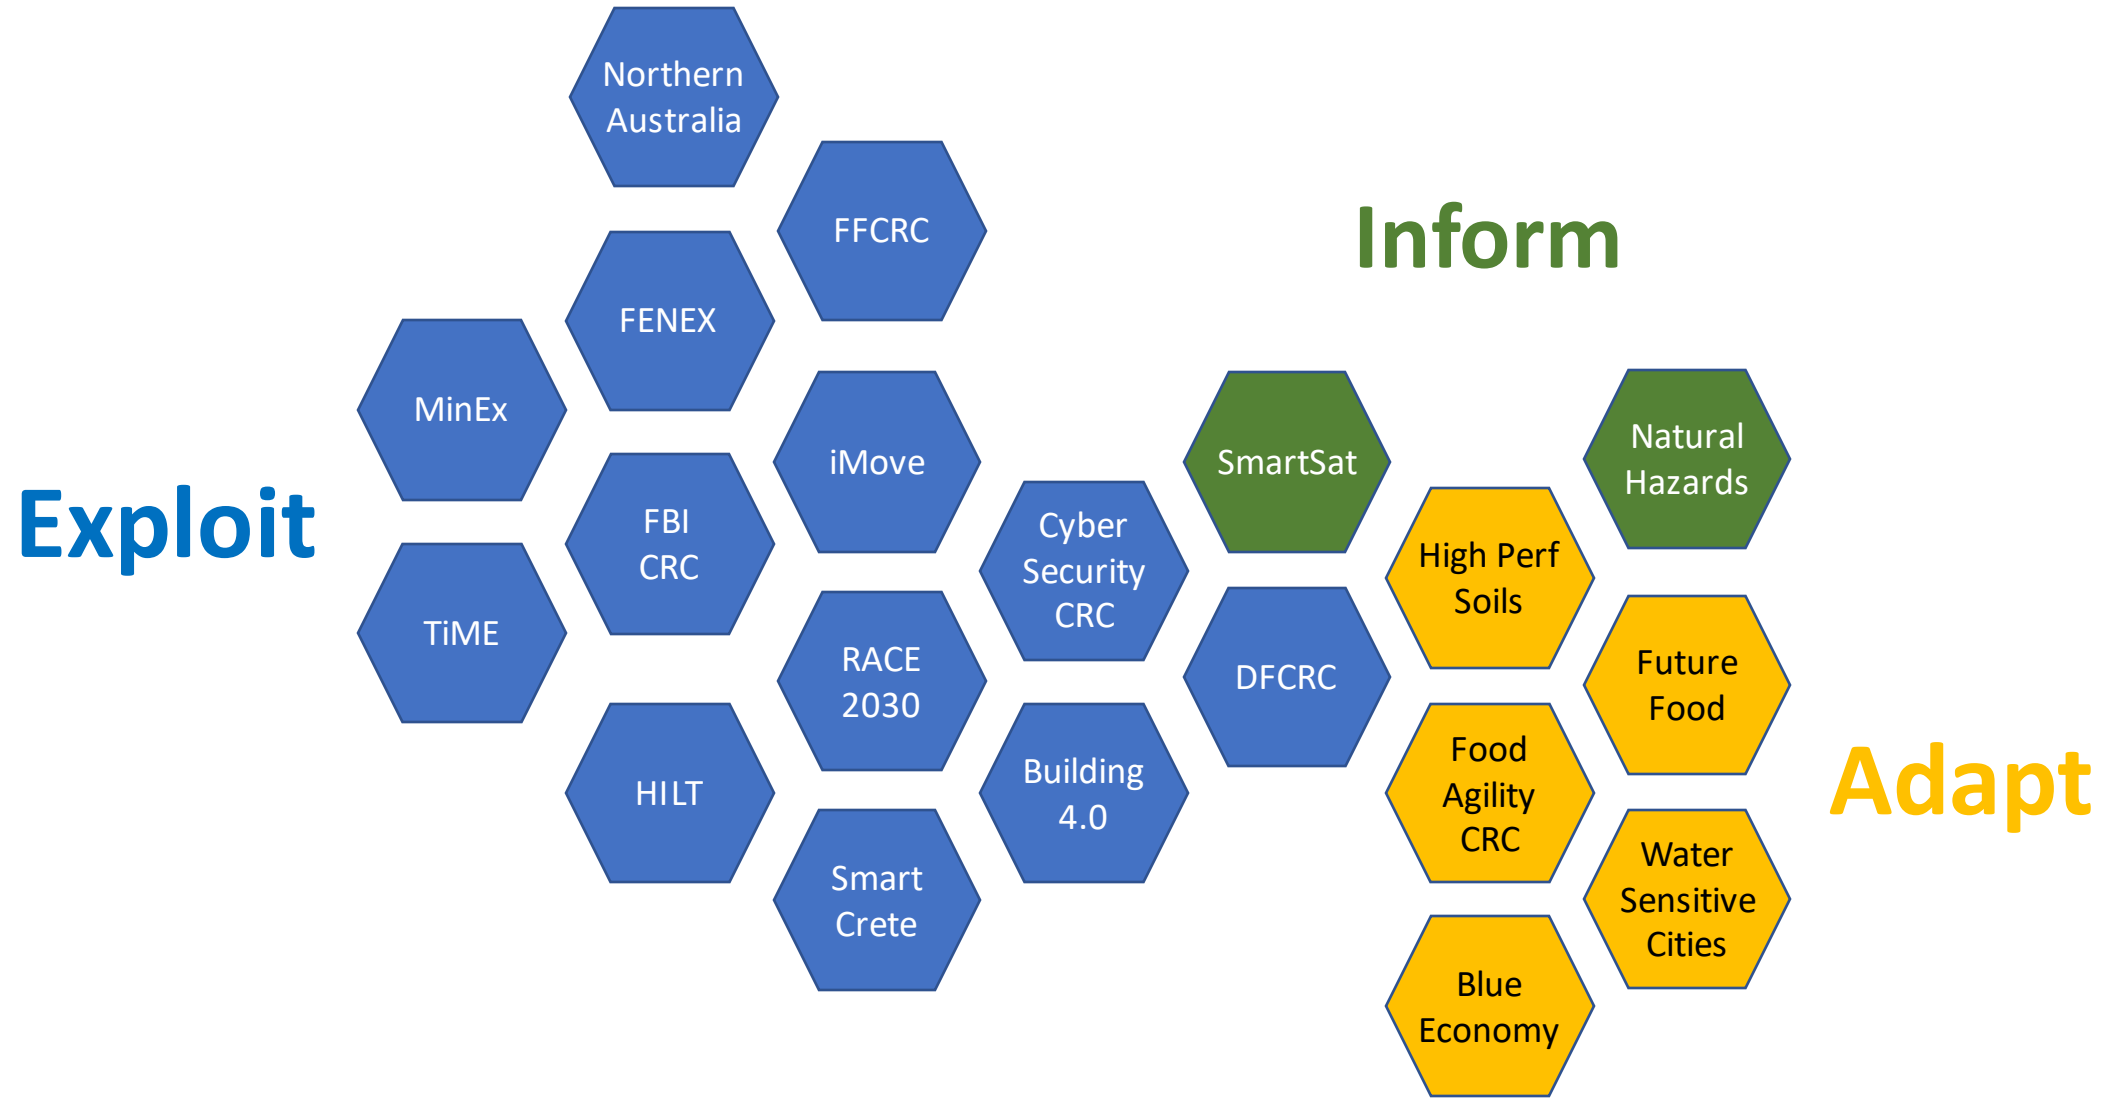 Northern
Australia
FFCRC
Inform
FENEX
MinEx
iMove
SmartSat
Natural
Hazards
Exploit
FBI
CRC
Cyber
Security
CRC
High Perf
Soils
TiME
RACE
2030
DFCRC
Future
Food
HILT
Building
4.0
Food
Agility
CRC
Adapt
Smart
Crete
Water
Sensitive
Cities
Blue
Economy